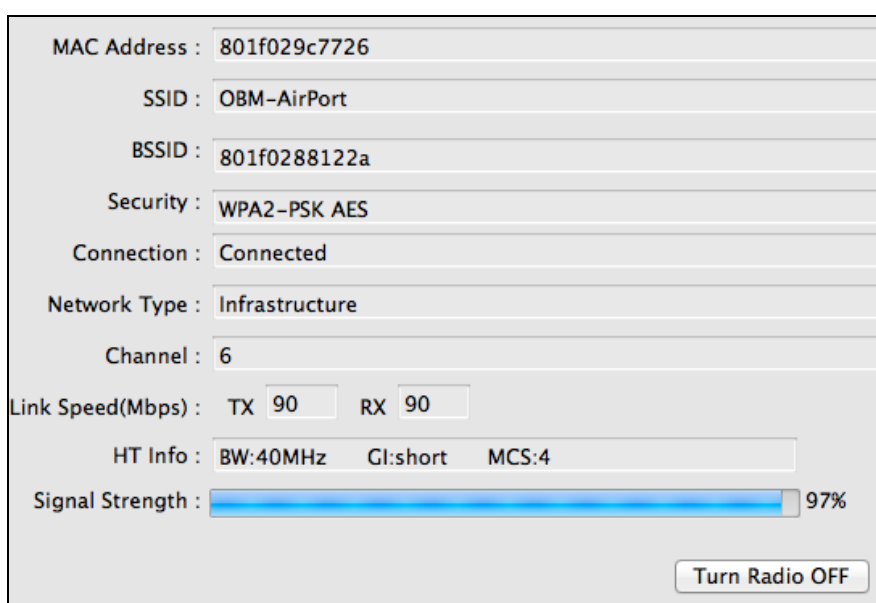 MAC Address : 801f029c7726
SSID : OBM-AirPort
BSSID : 801f0288122a
Security : WPA2-PSK AES
Connection : Connected
Network Type : Infrastructure
Channel : 6
Link Speed(Mbps) : TX 90 RX 90
HT Info : BW:40MHz GI:short MCS:4
Signal Strength : 97%
Turn Radio OFF